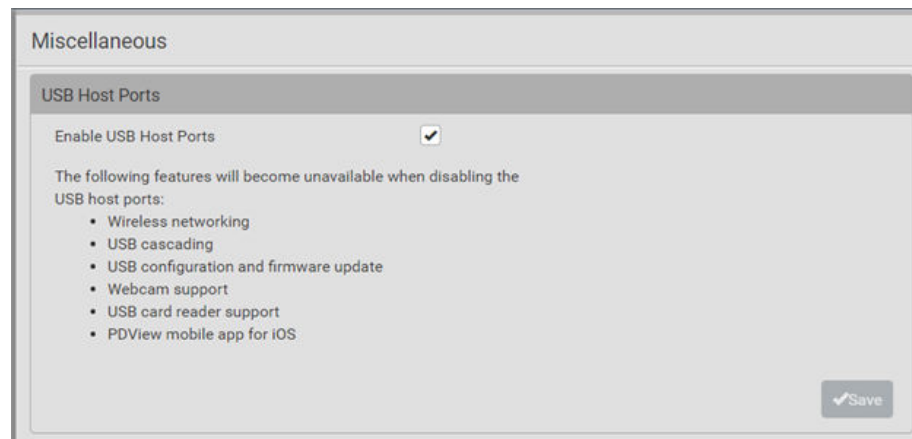 Miscellaneous
USB Host Ports
Enable USB Host Ports
The following features will become unavailable when disabling the
USB host ports:
• Wireless networking
• USB cascading
• USB configuration and firmware update
• Webcam support
• USB card reader support
• PDView mobile app for iOS
Save